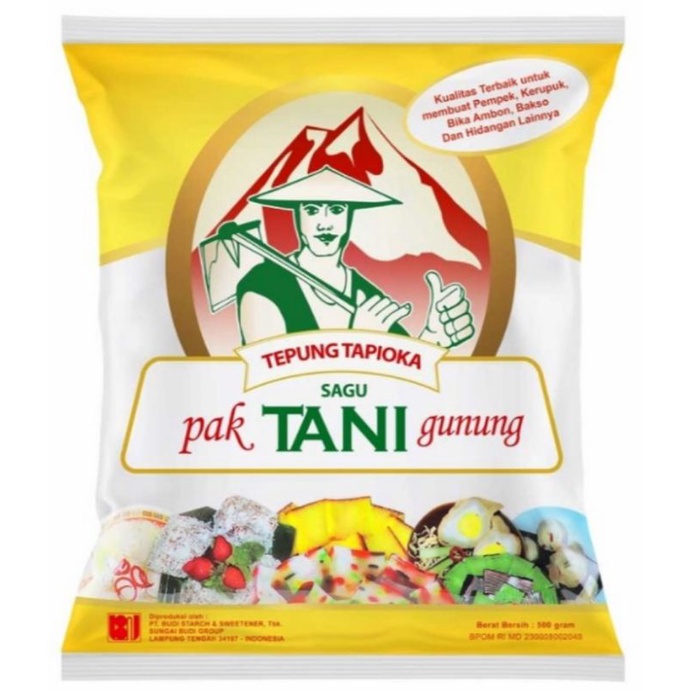 Kualitas Terbaik untuk
membuat Pempek, Kerupuk,
Bika Ambon, Bakso
Dan Hidangan Lainnya
TEPUNG TAPIOKA
SAGU
pak TANI gunung
Diproduksi oleh :
PT. BUDI STARCH & SWEETENER, Tbk.
SUNGAI BUDI GROUP
LAMPUNG TENGAH 34167 - INDONESIA
Berat Bersih : 500 gram
BPOM RI MD 230008002049